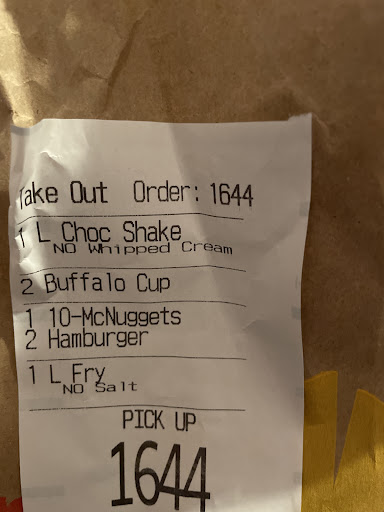 Take Out Order: 1644
1 L Choc Shake
NO Whipped Cream
2 Buffalo Cup
1 10-McNuggets
2 Hamburger
1 L Fry
NO Salt
PICK UP
1644